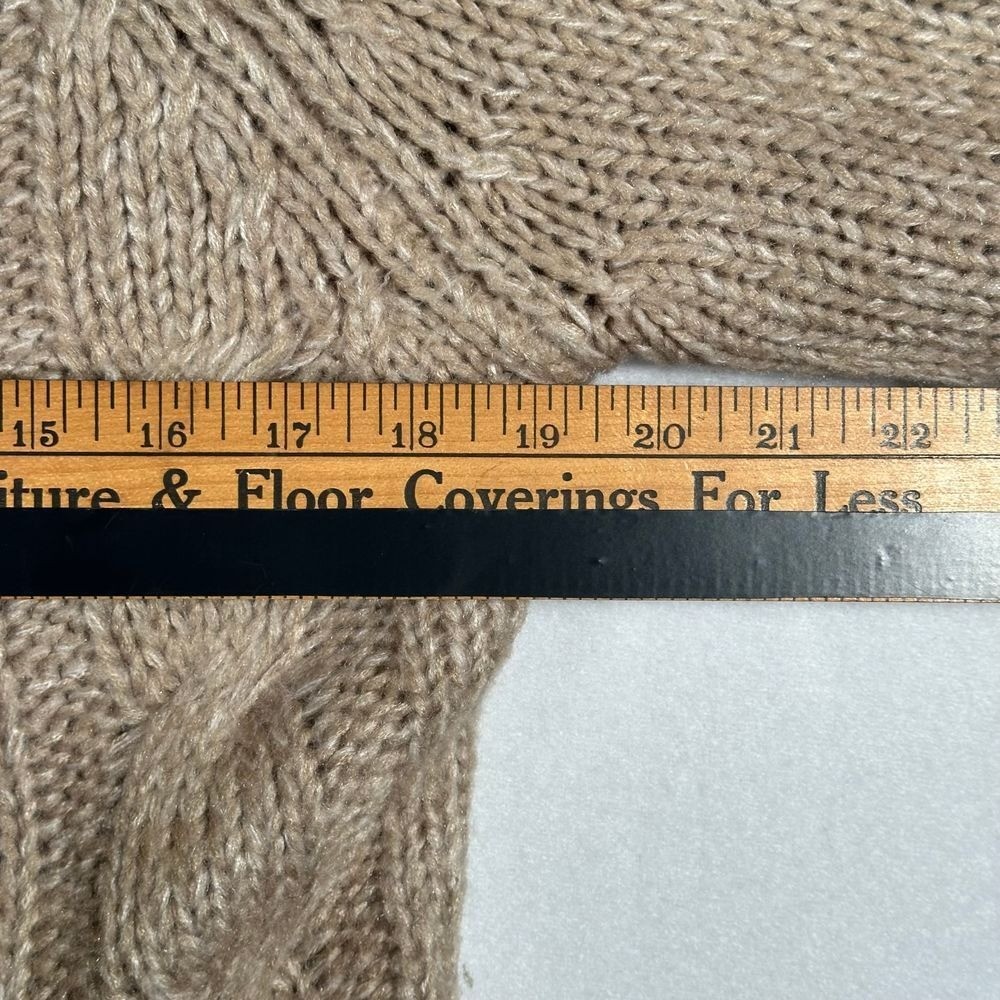 15 16 17 18 19 20 21 22
& Floor Coverings For Less